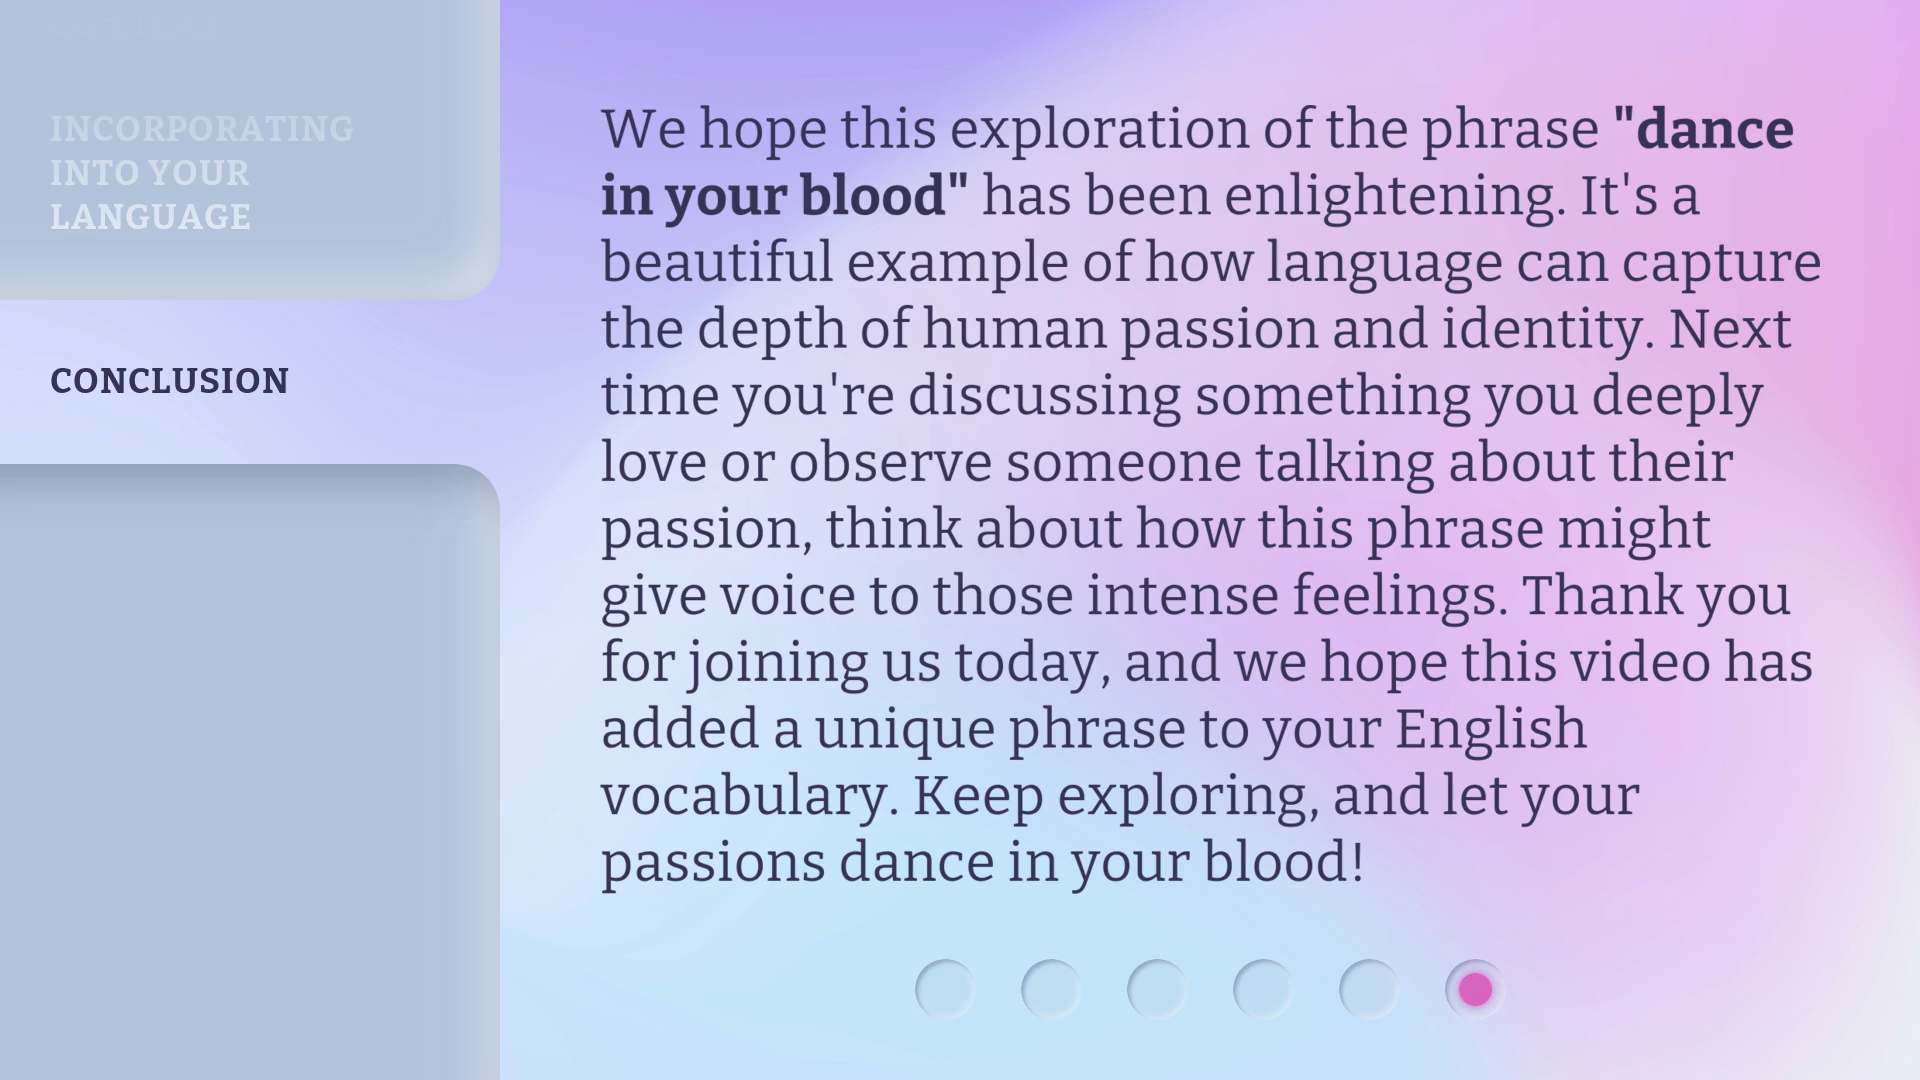 INCORPORATING
INTO YOUR
LANGUAGE
CONCLUSION
We hope this exploration of the phrase "dance
in your blood" has been enlightening. It's a
beautiful example of how language can capture
the depth of human passion and identity. Next
time you're discussing something you deeply
love or observe someone talking about their
passion, think about how this phrase might
give voice to those intense feelings. Thank you
for joining us today, and we hope this video has
added a unique phrase to your English
vocabulary. Keep exploring, and let your
passions dance in your blood!